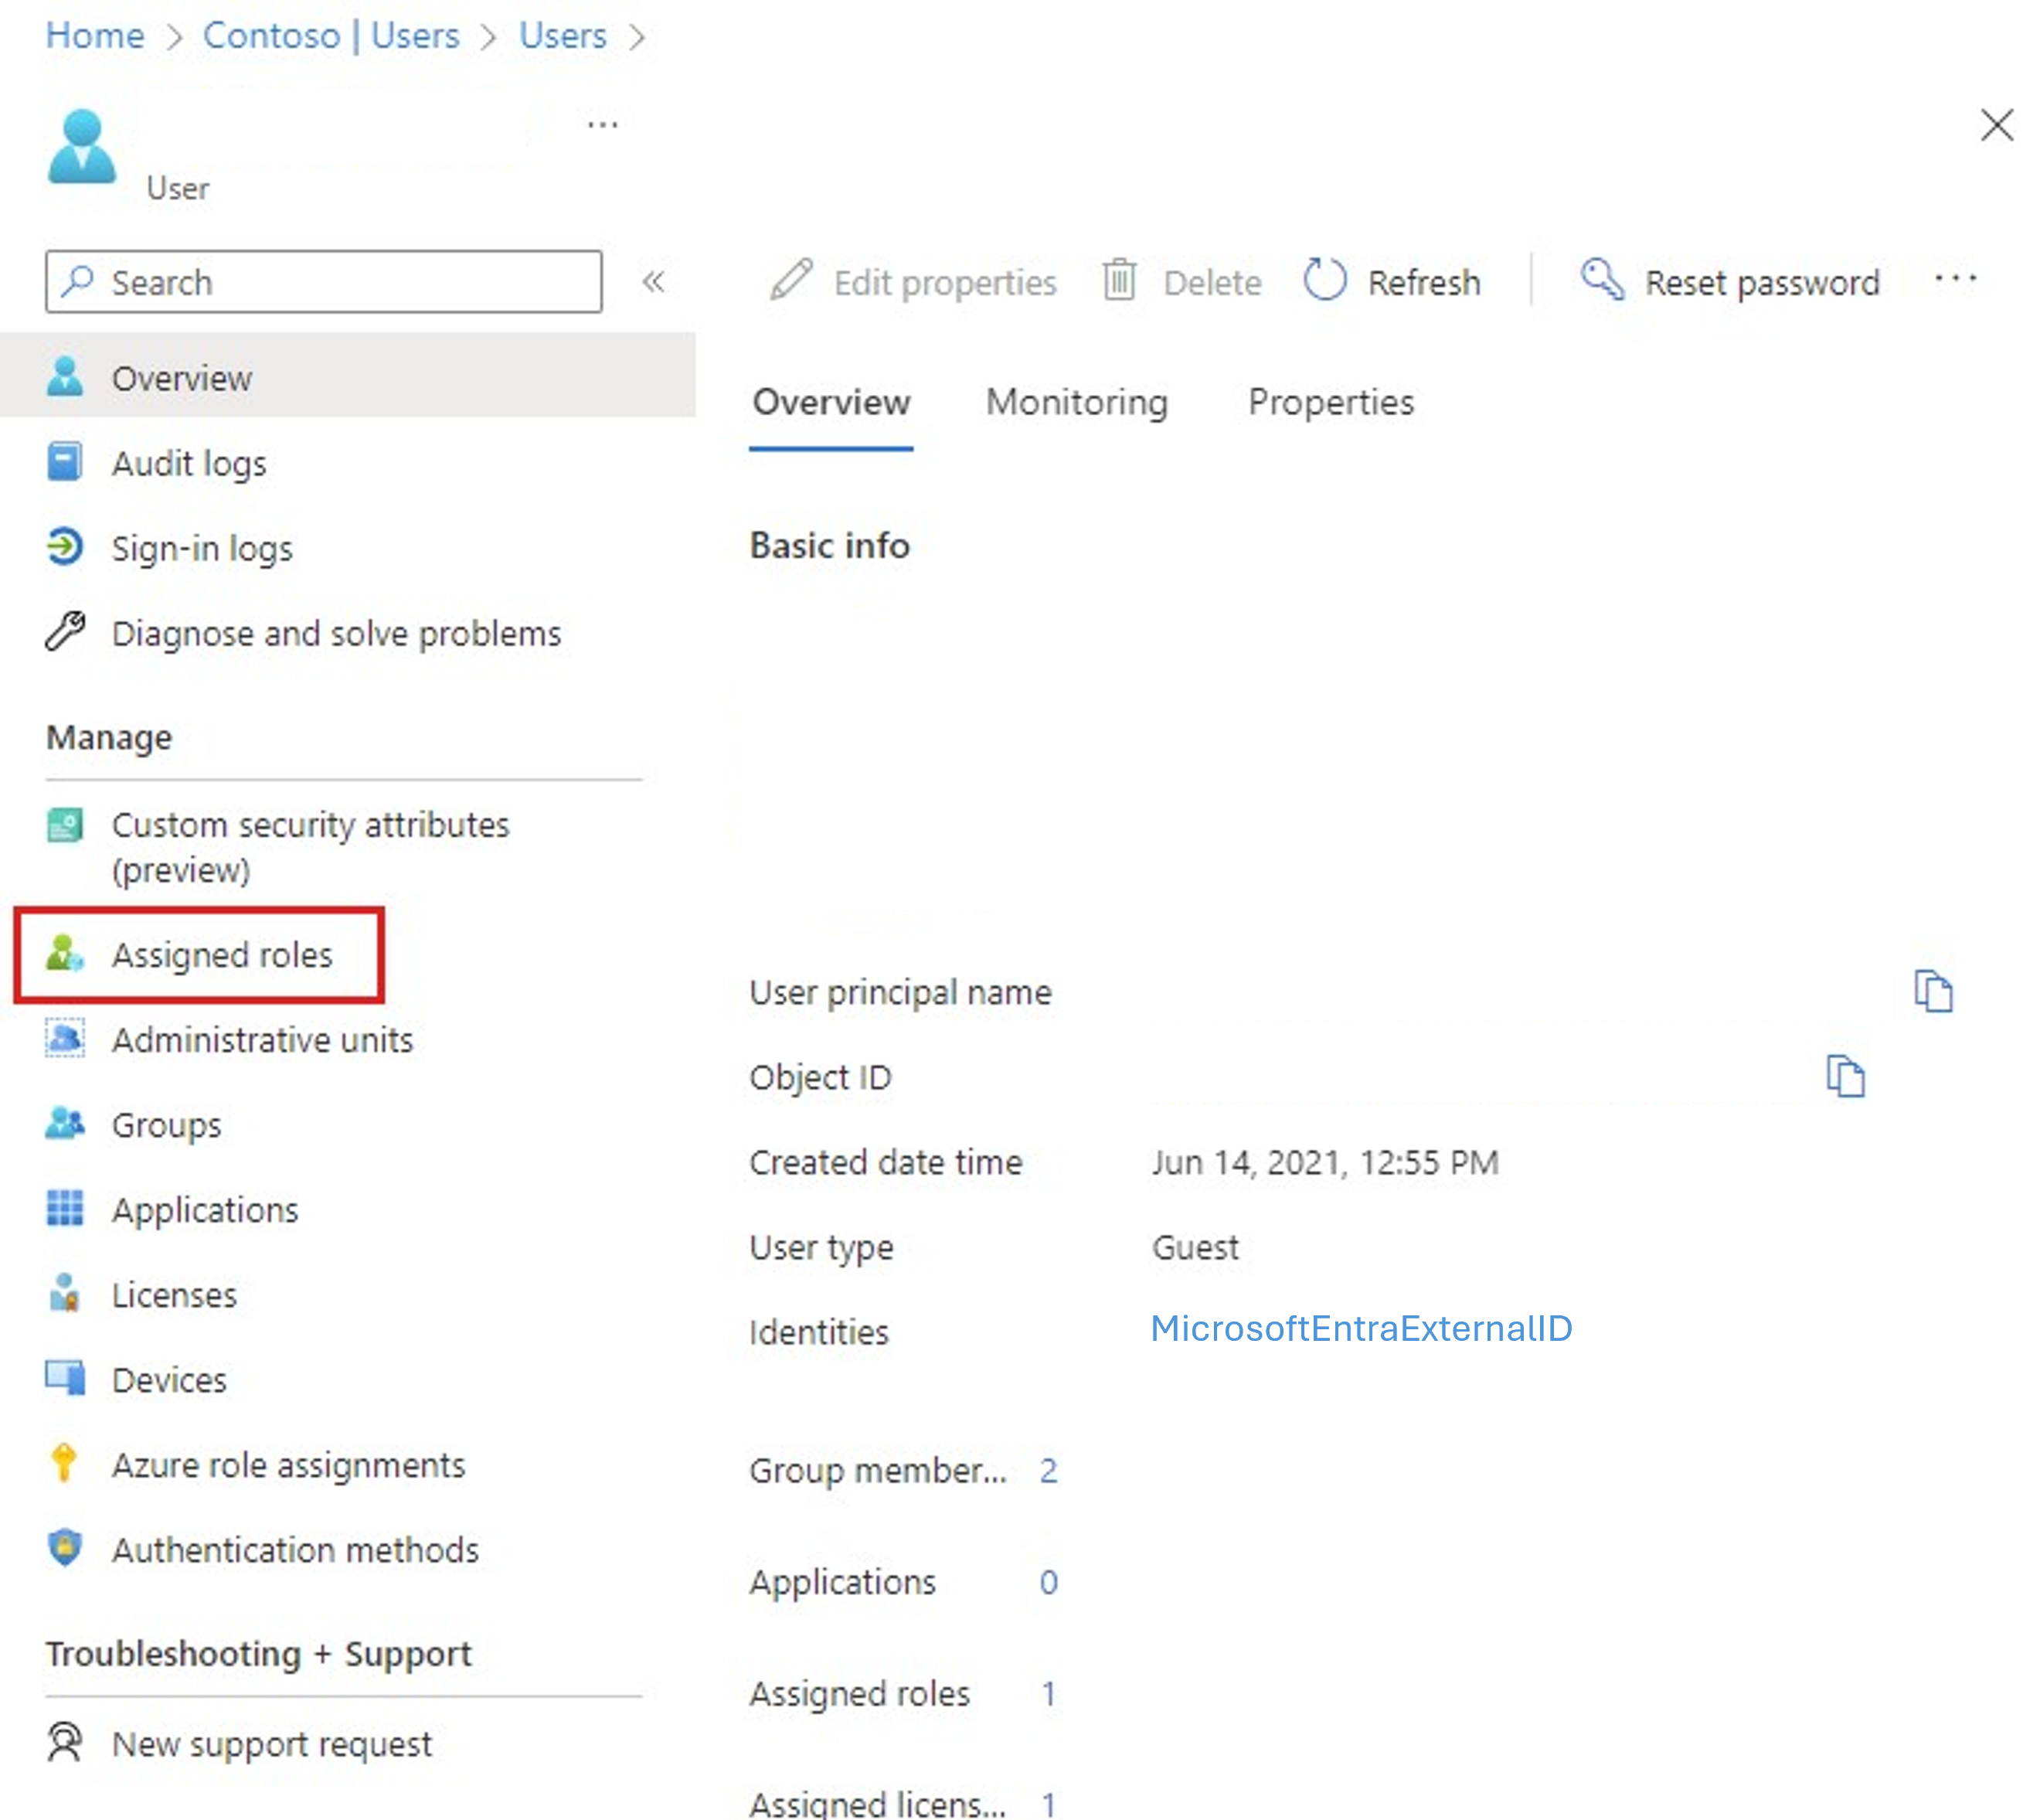 Home > Contoso | Users > Users >
...
User
Search
«
Edit properties
Delete
Refresh
Reset password
...
Overview
Audit logs
Sign-in logs
Diagnose and solve problems
Manage
Custom security attributes
(preview)
Assigned roles
Administrative units
Groups
Applications
Licenses
Devices
Azure role assignments
Authentication methods
Troubleshooting + Support
New support request
Overview
Monitoring
Properties
Basic info
User principal name
Object ID
Created date time Jun 14, 2021, 12:55 PM
User type Guest
Identities MicrosoftEntraExternalID
Group member... 2
Applications 0
Assigned roles 1
Assigned licens... 1